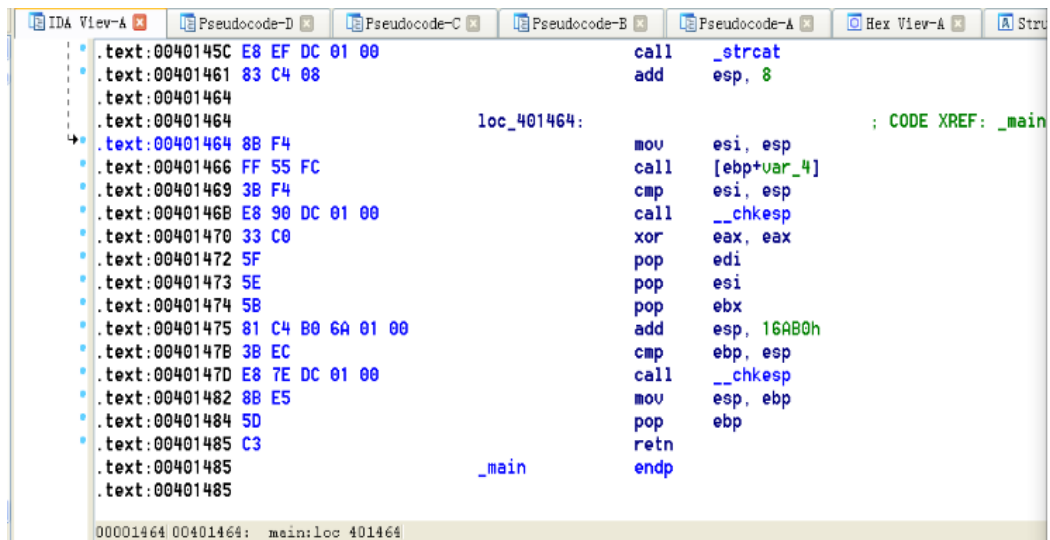 IDA View-A Pseudocode-D Pseudocode-C Pseudocode-B Pseudocode-A Hex View-A Stru
.text:0040145C E8 EF DC 01 00 call _strcat
.text:00401461 83 C4 08 add esp, 8
.text:00401464
.text:00401464 loc_401464: ; CODE XREF: _main
.text:00401464 8B F4 mov esi, esp
.text:00401466 FF 55 FC call [ebp+var_4]
.text:00401469 3B F4 cmp esi, esp
.text:0040146B E8 90 DC 01 00 call __chkesp
.text:00401470 33 C0 xor eax, eax
.text:00401472 5F pop edi
.text:00401473 5E pop esi
.text:00401474 5B pop ebx
.text:00401475 81 C4 B0 6A 01 00 add esp, 16AB0h
.text:0040147B 3B EC cmp ebp, esp
.text:0040147D E8 7E DC 01 00 call __chkesp
.text:00401482 8B E5 mov esp, ebp
.text:00401484 5D pop ebp
.text:00401485 C3 retn
.text:00401485 _main endp
.text:00401485
00001464 00401464: main:loc 401464